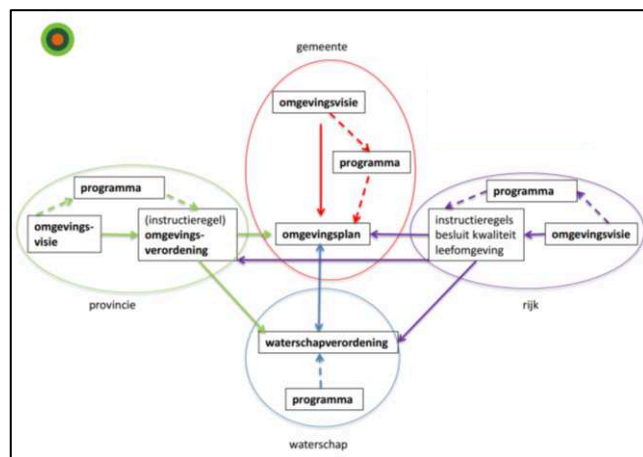 gemeente
omgevingsvisie
programma
omgevingsplan
programma
omgevings-
visie
(instructieregel)
omgevings-
verordening
provincie
programma
instructieregels
besluit kwaliteit
leefomgeving
omgevingsvisie
rijk
waterschapverordening
programma
waterschap